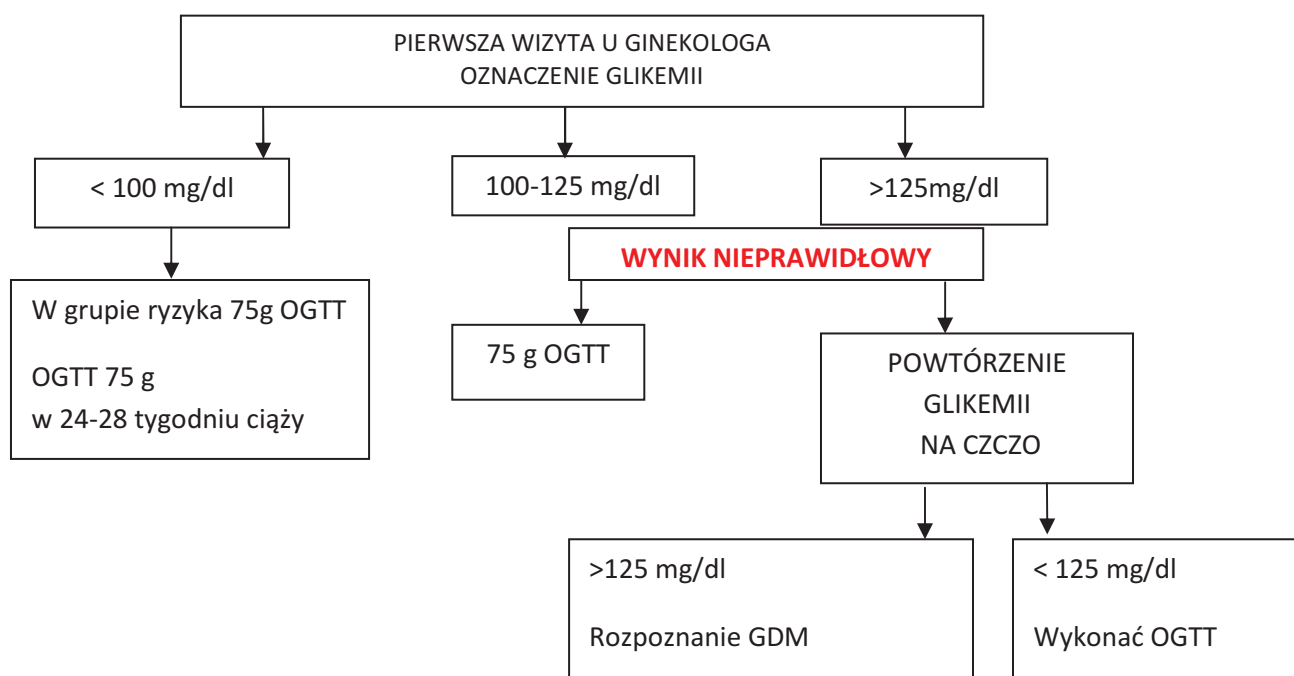 PIERWSZA WIZYTA U GINEKOLOGA
OZNACZENIE GLIKEMII
< 100 mg/dl
100-125 mg/dl
>125mg/dl
WYNIK NIEPRAWIDŁOWY
W grupie ryzyka 75g OGTT
OGTT 75 g
w 24-28 tygodniu ciąży
75 g OGTT
POWTÓRZENIE
GLIKEMII
NA CZCZO
>125 mg/dl
Rozpoznanie GDM
< 125 mg/dl
Wykonać OGTT